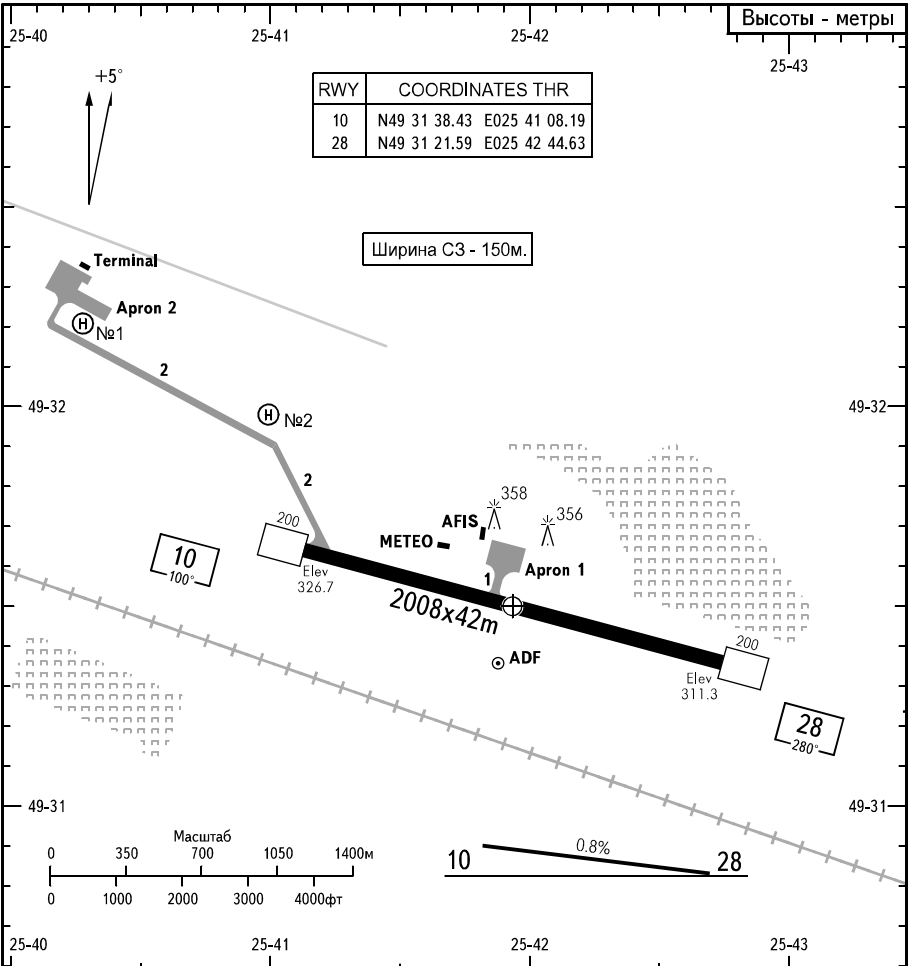 Высоты - метры
25-40
25-41
25-42
25-43
+5°
RWY COORDINATES THR
10 N49 31 38.43 E025 41 08.19
28 N49 31 21.59 E025 42 44.63
Ширина СЗ - 150м.
Terminal
Apron 2
H №1
2
49-32
49-32
H №2
2
358
356
AFIS
METEO
200
10
100°
Elev
326.7
1
Apron 1
2008x42m
ADF
200
Elev
311.3
28
280°
49-31
49-31
Масштаб
0 350 700 1050 1400м
0 1000 2000 3000 4000фт
10 0.8% 28
25-40
25-41
25-42
25-43